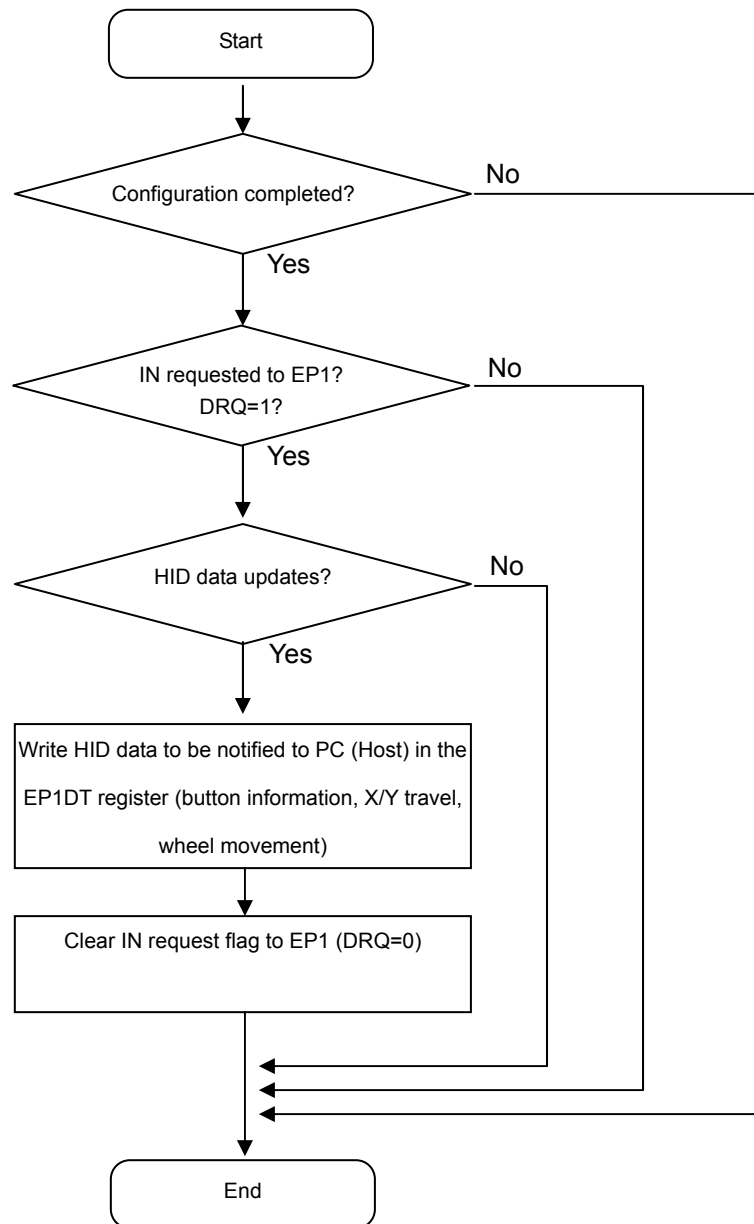 Start
Configuration completed?
No
Yes
IN requested to EP1?
DRQ=1?
No
Yes
HID data updates?
No
Yes
Write HID data to be notified to PC (Host) in the
EP1DT register (button information, X/Y travel,
wheel movement)
Clear IN request flag to EP1 (DRQ=0)
End